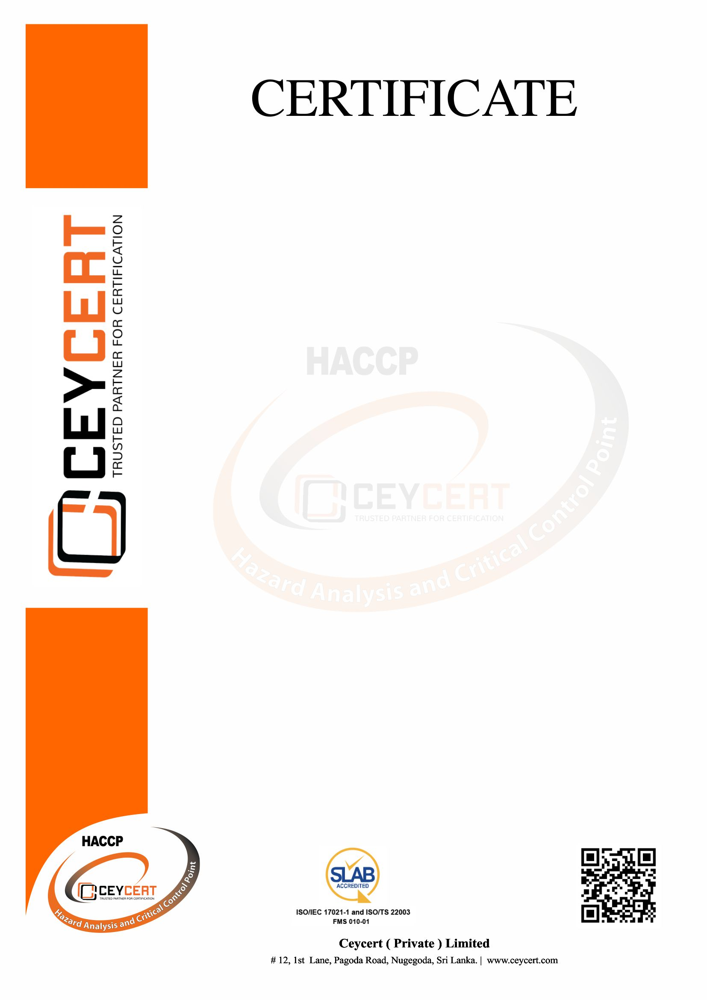 CERTIFICATE
CEYCERT
TRUSTED PARTNER FOR CERTIFICATION
HACCP
CEYCERT
TRUSTED PARTNER FOR CERTIFICATION
Hazard Analysis and Critical Control Point
HACCP
CEYCERT
TRUSTED PARTNER FOR CERTIFICATION
Hazard Analysis and Critical Control Point
SLAB
ACCREDITED
ISO/IEC 17021-1 and ISO/TS 22003
FMS 010-01
Ceycert ( Private ) Limited
# 12, 1st Lane, Pagoda Road, Nugegoda, Sri Lanka. | www.ceycert.com